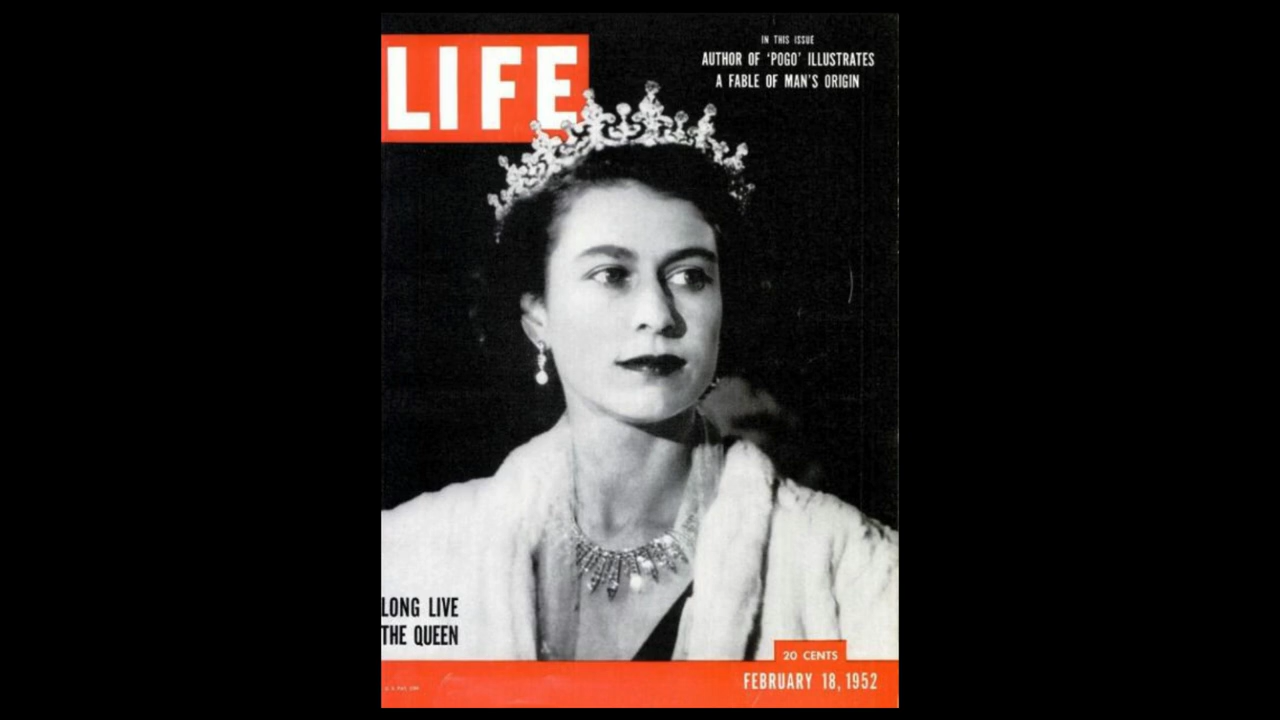 LIFE
IN THIS ISSUE
AUTHOR OF 'POGO' ILLUSTRATES
A FABLE OF MAN'S ORIGIN
LONG LIVE
THE QUEEN
20 CENTS
FEBRUARY 18, 1952